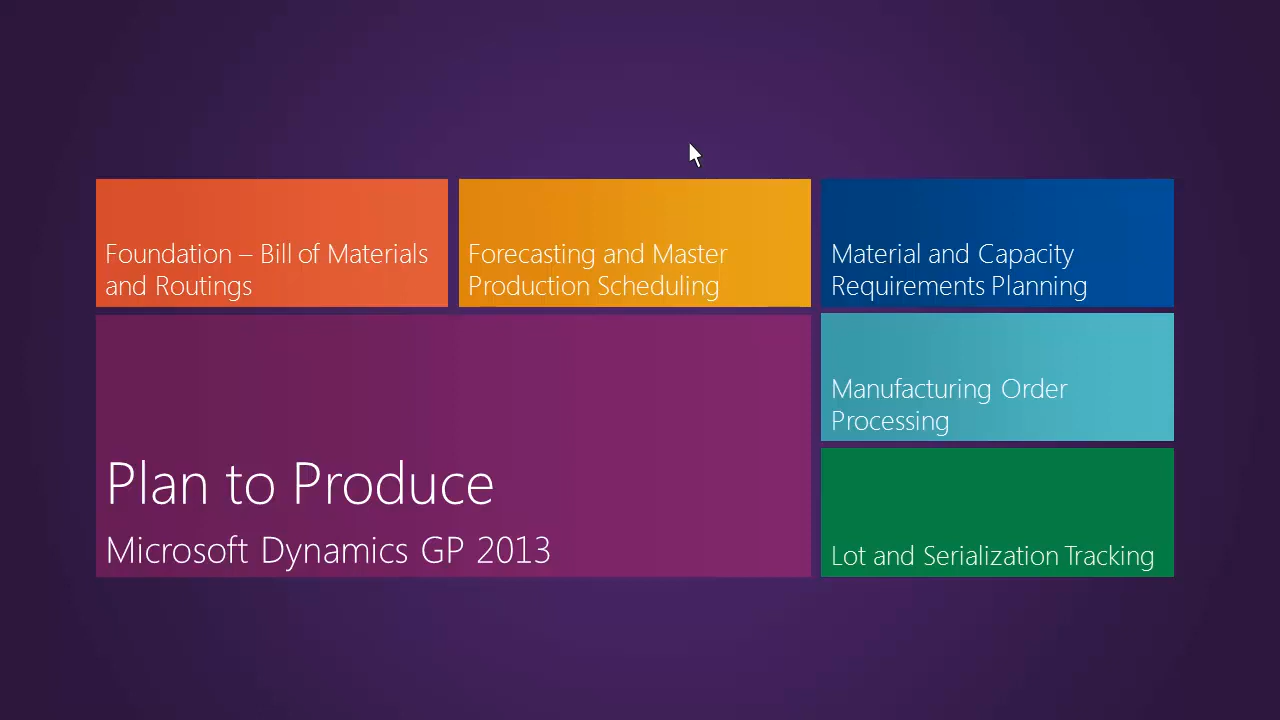 Foundation – Bill of Materials
and Routings
Forecasting and Master
Production Scheduling
Material and Capacity
Requirements Planning
Plan to Produce
Microsoft Dynamics GP 2013
Manufacturing Order
Processing
Lot and Serialization Tracking